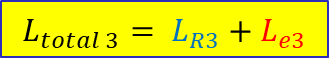 L_total 3 = L_R3 + L_e3